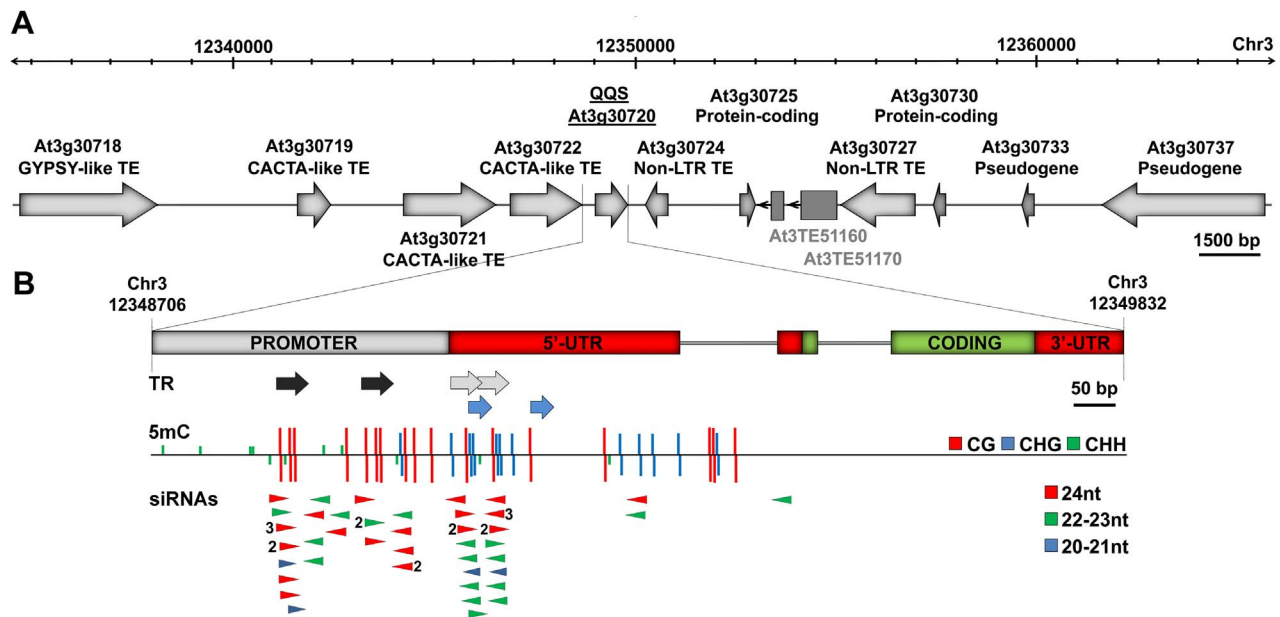 A
12340000 12350000 12360000 Chr3
QQS At3g30725 At3g30730
At3g30720 Protein-coding Protein-coding
At3g30718 At3g30719 At3g30722 At3g30724 At3g30727 At3g30733 At3g30737
GYPSY-like TE CACTA-like TE CACTA-like TE Non-LTR TE Non-LTR TE Pseudogene Pseudogene
At3g30721 At3TE51160
CACTA-like TE At3TE51170
1500 bp
B
Chr3 Chr3
12348706 12349832
PROMOTER 5’-UTR CODING 3’-UTR
TR
50 bp
5mC
CG CHG CHH
siRNAs
24nt
3 2 2 2 2 3
22-23nt
2 2
20-21nt